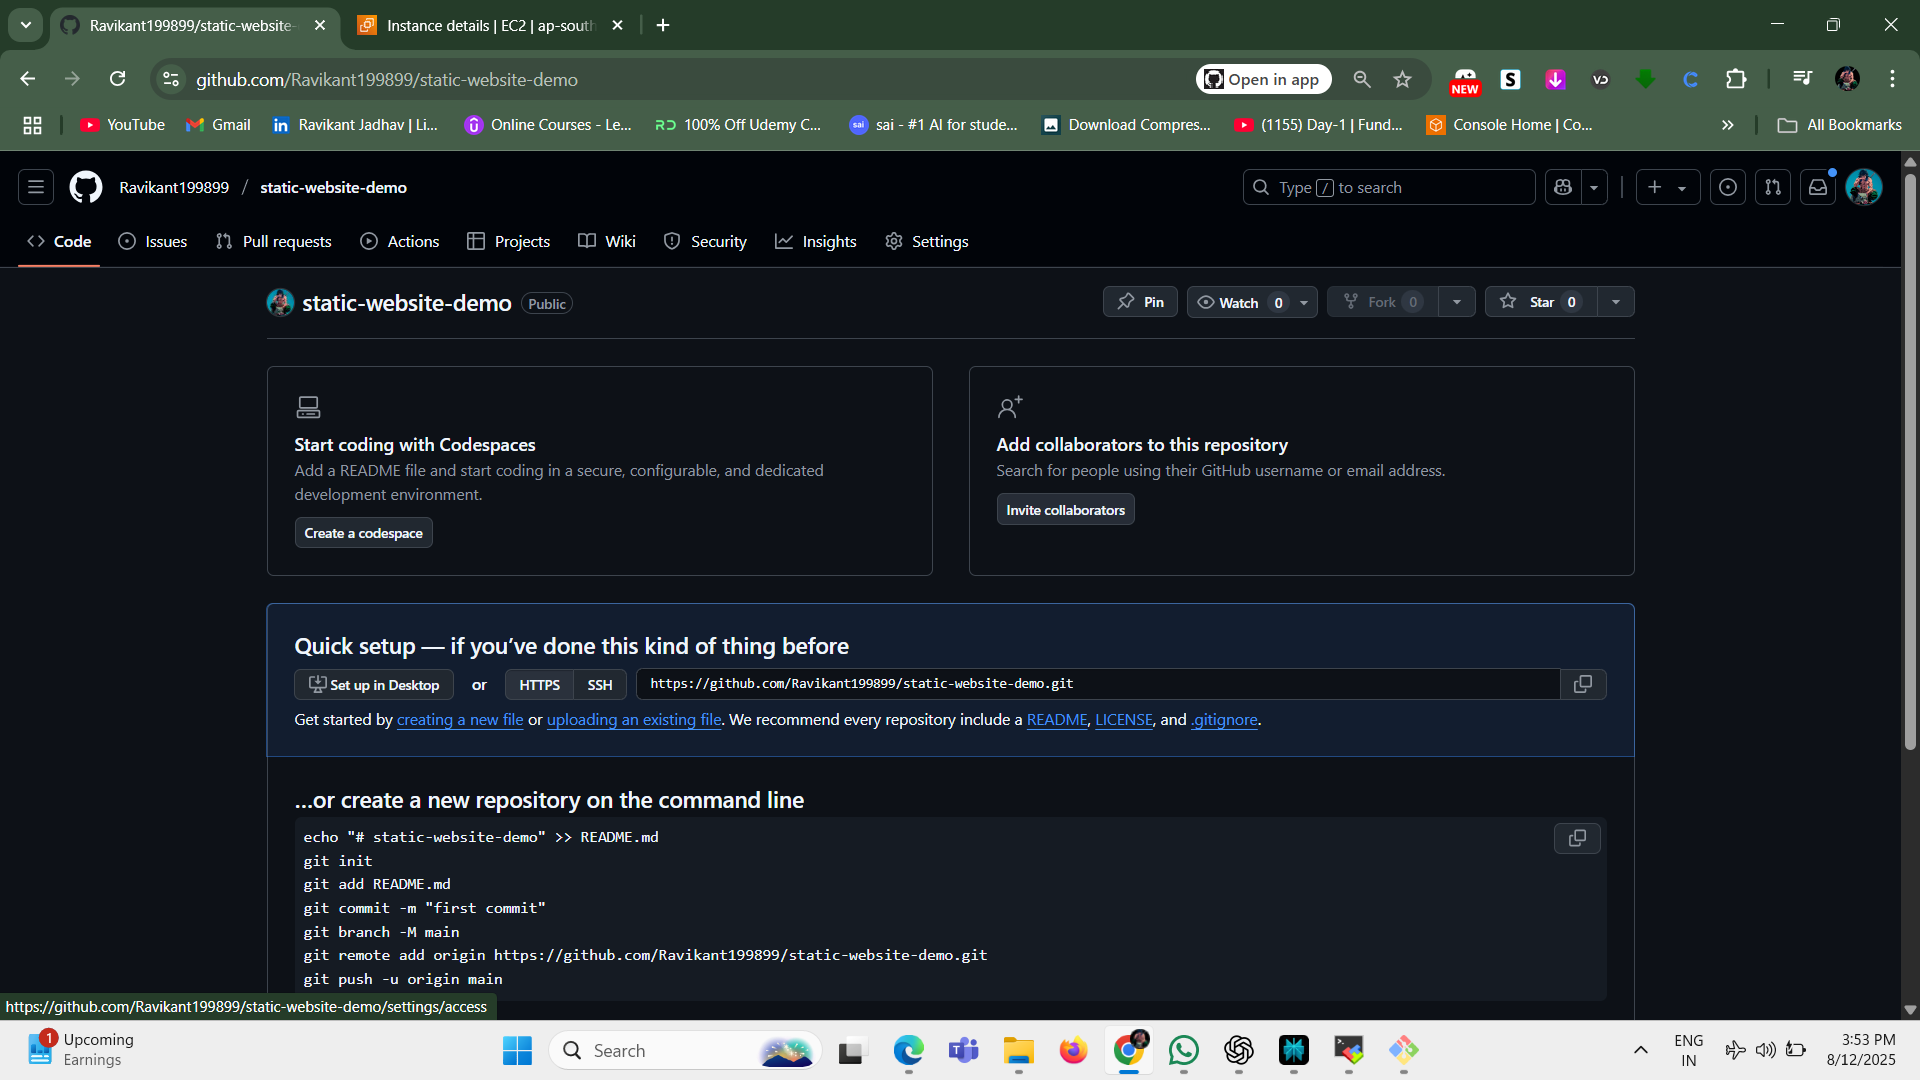 Ravikant199899/static-website-
Instance details | EC2 | ap-south
github.com/Ravikant199899/static-website-demo
Open in app
NEW
S
VD
C
YouTube
Gmail
Ravikant Jadhav | Li...
Online Courses - Le...
100% Off Udemy C...
sai - #1 AI for stude...
Download Compres...
(1155) Day-1 | Fund...
Console Home | Co...
All Bookmarks
Ravikant199899 / static-website-demo
Type / to search
Code
Issues
Pull requests
Actions
Projects
Wiki
Security
Insights
Settings
static-website-demo Public
Pin
Watch 0
Fork 0
Star 0
Start coding with Codespaces
Add a README file and start coding in a secure, configurable, and dedicated
development environment.
Create a codespace
Add collaborators to this repository
Search for people using their GitHub username or email address.
Invite collaborators
Quick setup — if you’ve done this kind of thing before
Set up in Desktop or HTTPS SSH https://github.com/Ravikant199899/static-website-demo.git
Get started by creating a new file or uploading an existing file. We recommend every repository include a README, LICENSE, and .gitignore.
…or create a new repository on the command line
echo "# static-website-demo" >> README.md
git init
git add README.md
git commit -m "first commit"
git branch -M main
git remote add origin https://github.com/Ravikant199899/static-website-demo.git
git push -u origin main
https://github.com/Ravikant199899/static-website-demo/settings/access
1
Upcoming
Earnings
Search
ENG
IN
3:53 PM
8/12/2025